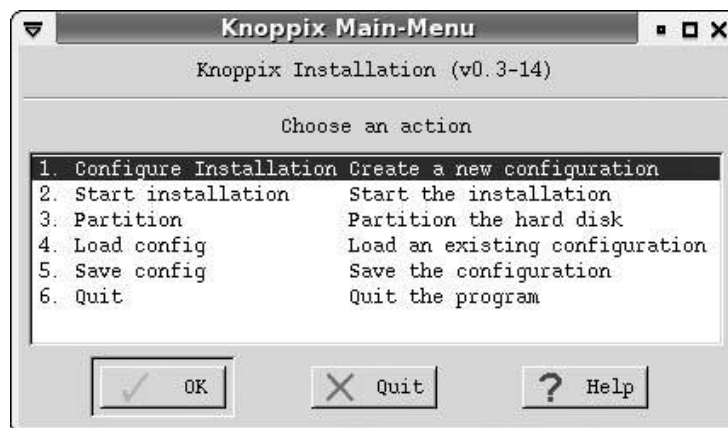 Knoppix Main-Menu
Knoppix Installation (v0.3-14)
Choose an action
1. Configure Installation Create a new configuration
2. Start installation Start the installation
3. Partition Partition the hard disk
4. Load config Load an existing configuration
5. Save config Save the configuration
6. Quit Quit the program
OK Quit Help